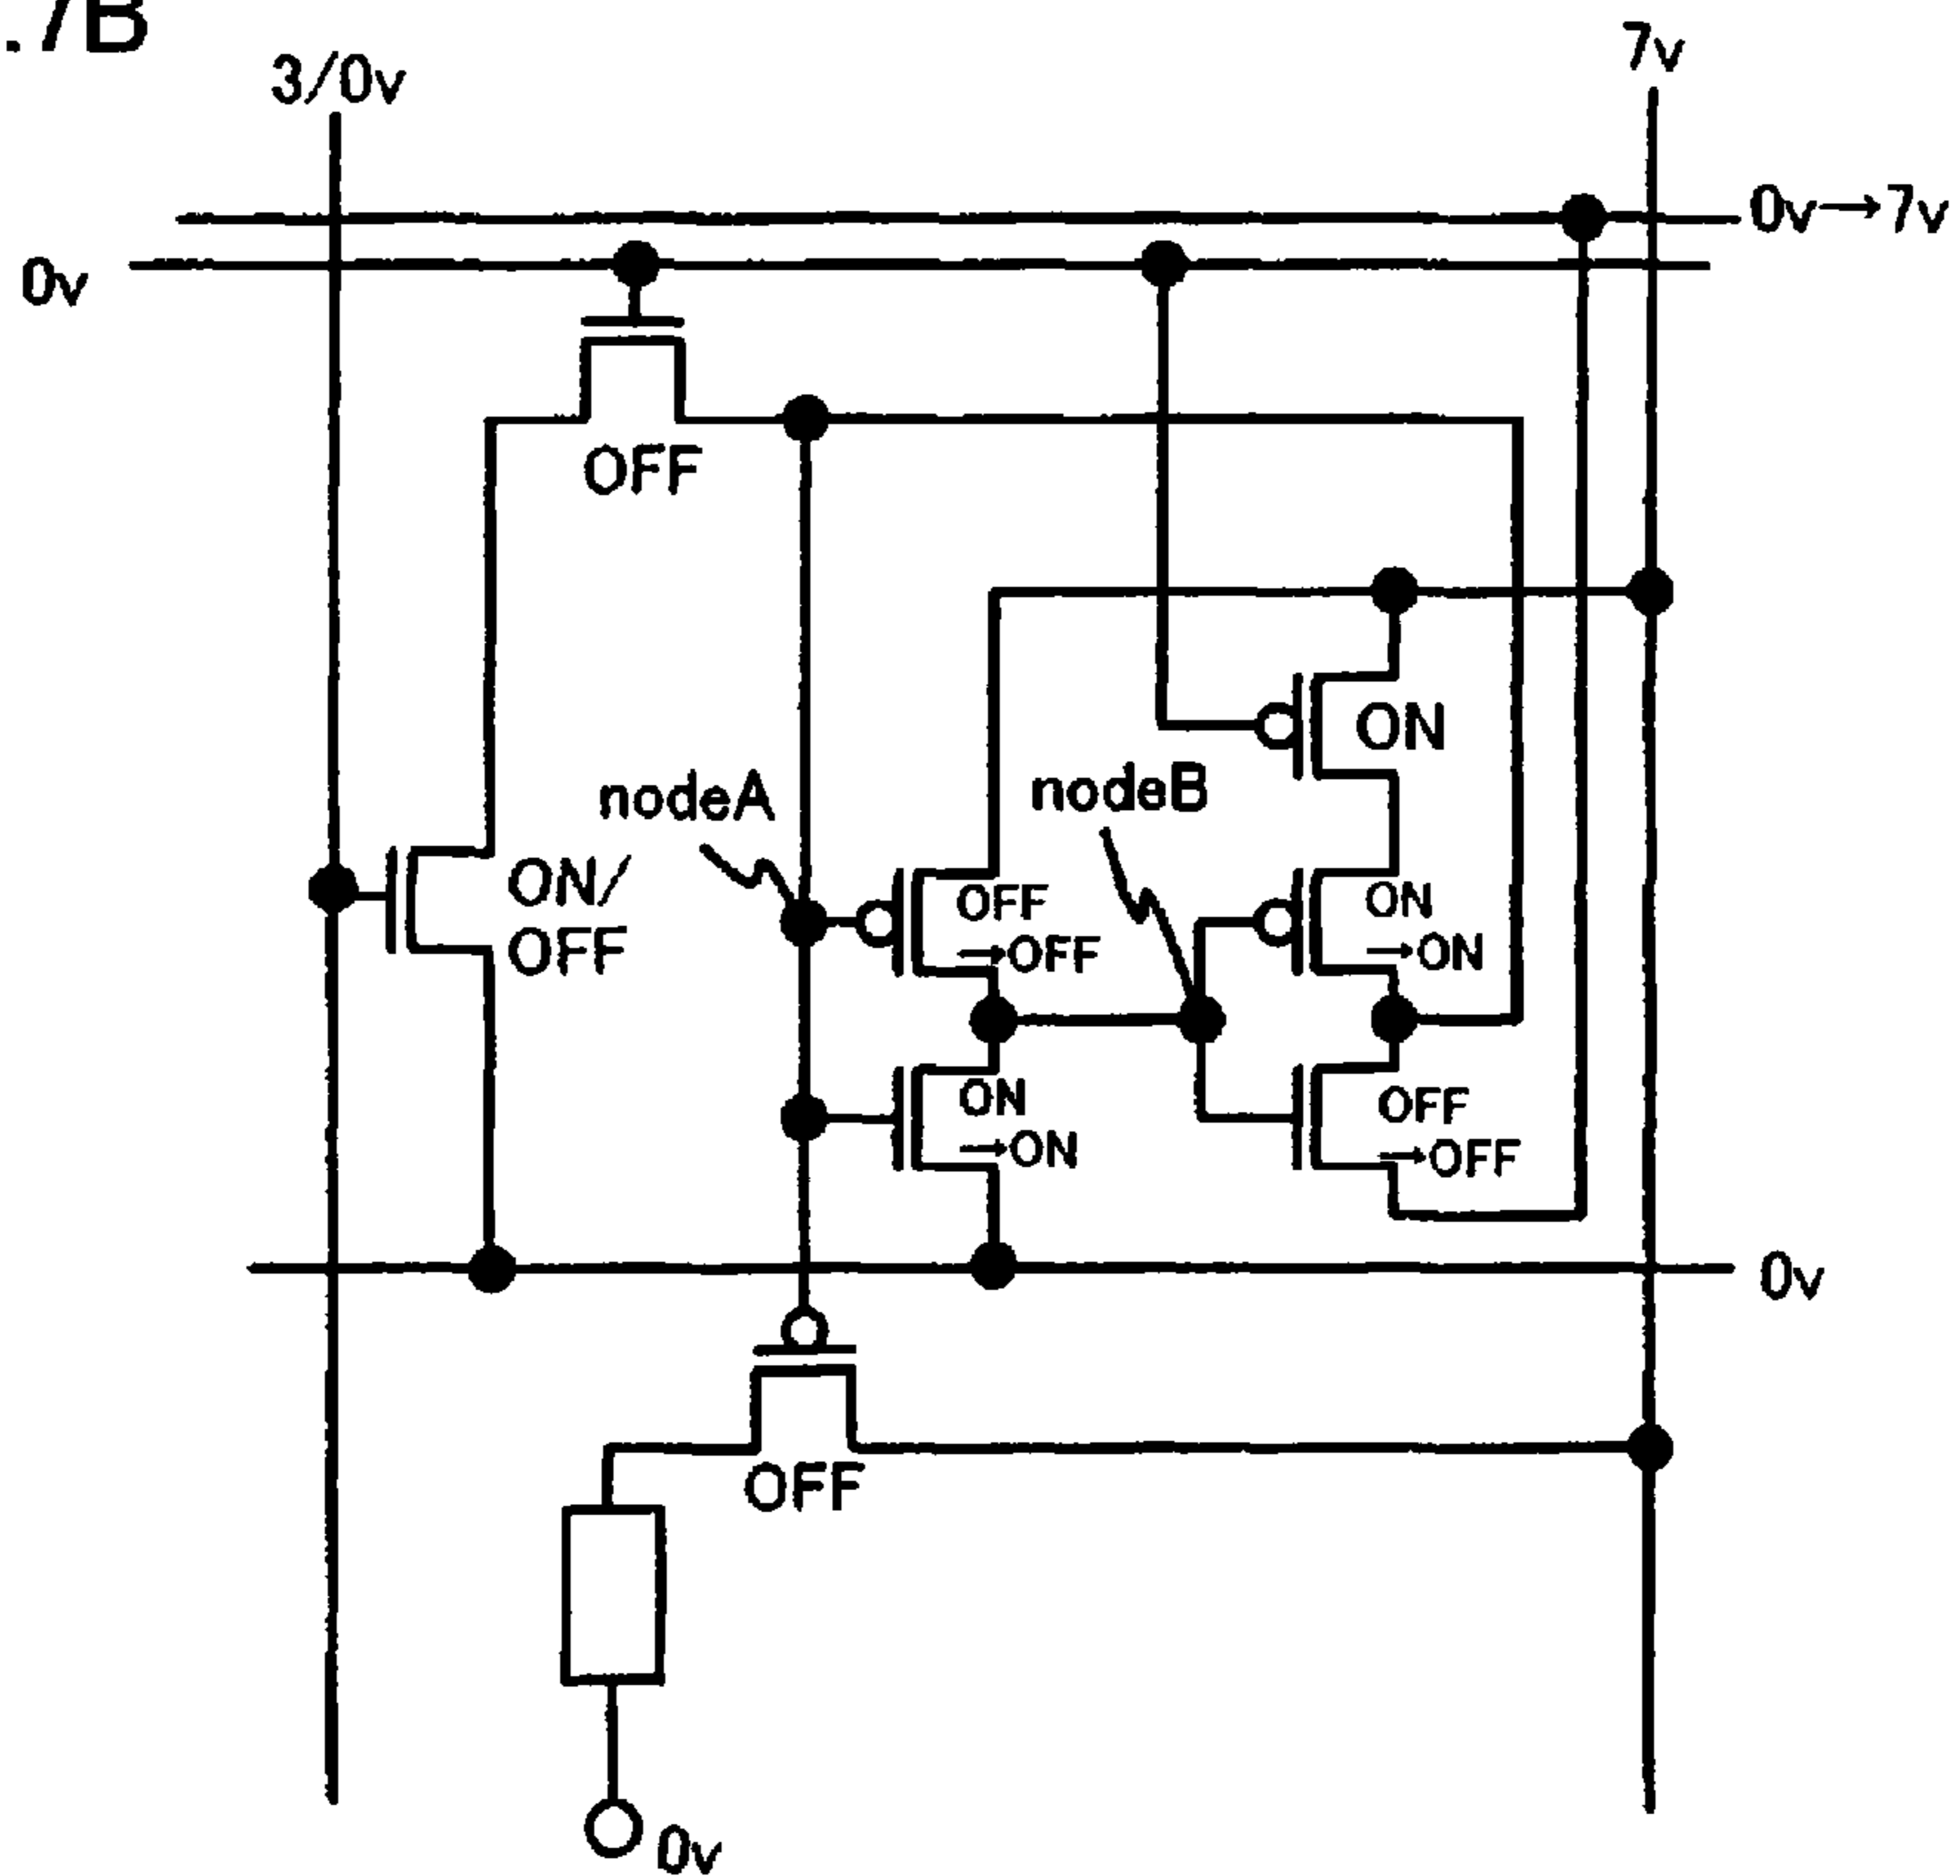 .7B
3/0v
7v
0v→7v
0v
OFF
ON
nodeA
nodeB
ON/
OFF
OFF
→OFF
ON
→ON
ON
→ON
OFF
→OFF
0v
OFF
0v